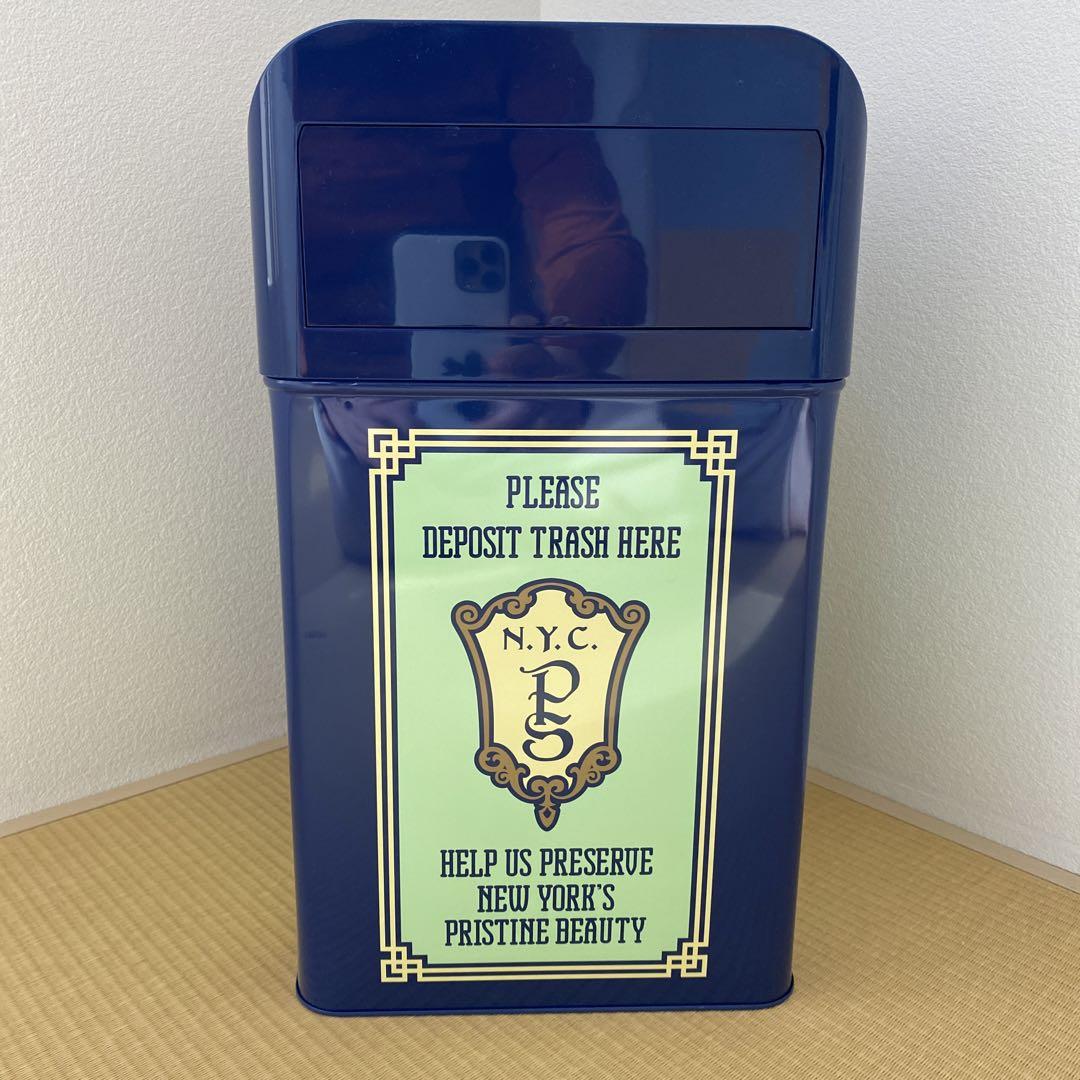 PLEASE
DEPOSIT TRASH HERE
N.Y.C.
PS
HELP US PRESERVE
NEW YORK'S
PRISTINE BEAUTY